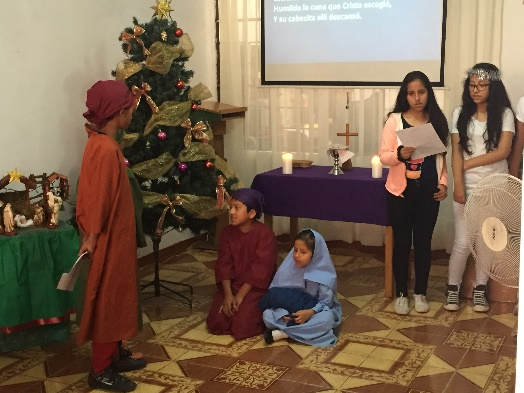 Humilde la cuna que Cristo escogió,
Y su cabecita allí descansó.